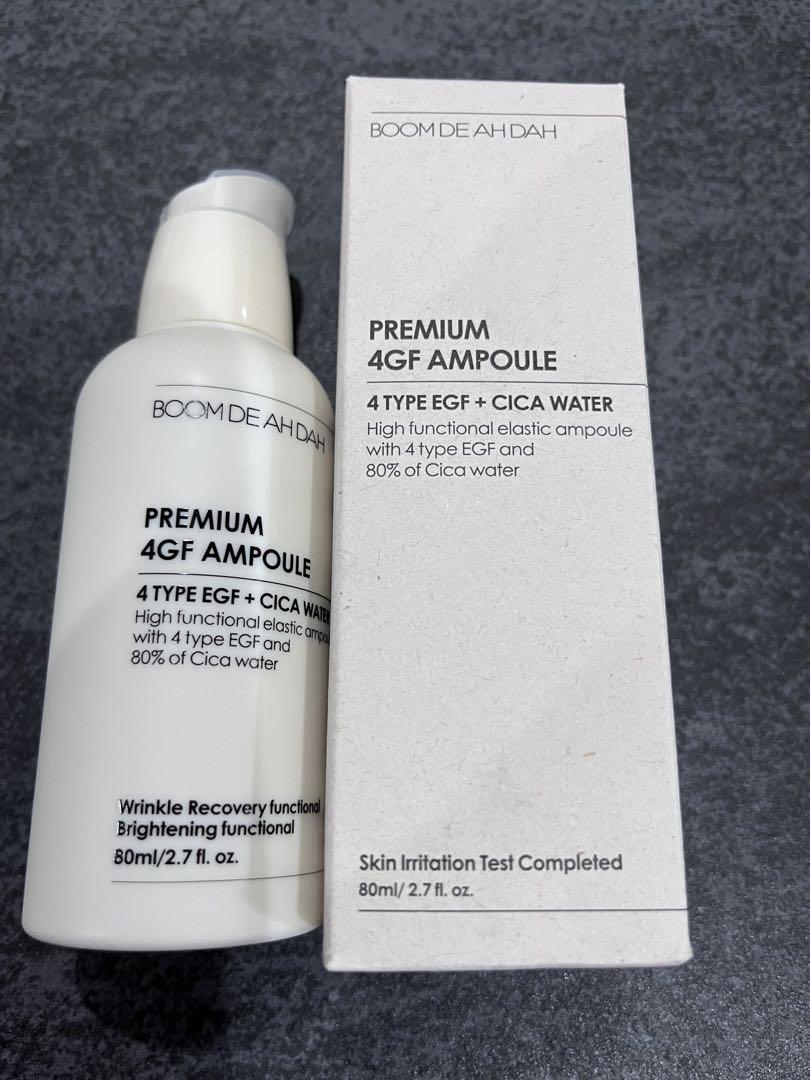 BOOM DE AH DAH
PREMIUM
4GF AMPOULE
4 TYPE EGF + CICA WATER
High functional elastic ampoule
with 4 type EGF and
80% of Cica water
Skin Irritation Test Completed
80ml/ 2.7 fl. oz.
BOOM DE AH DAH
PREMIUM
4GF AMPOULE
4 TYPE EGF + CICA WATER
High functional elastic ampou
with 4 type EGF and
80% of Cica water
Wrinkle Recovery functional
Brightening functional
80ml/2.7 fl. oz.